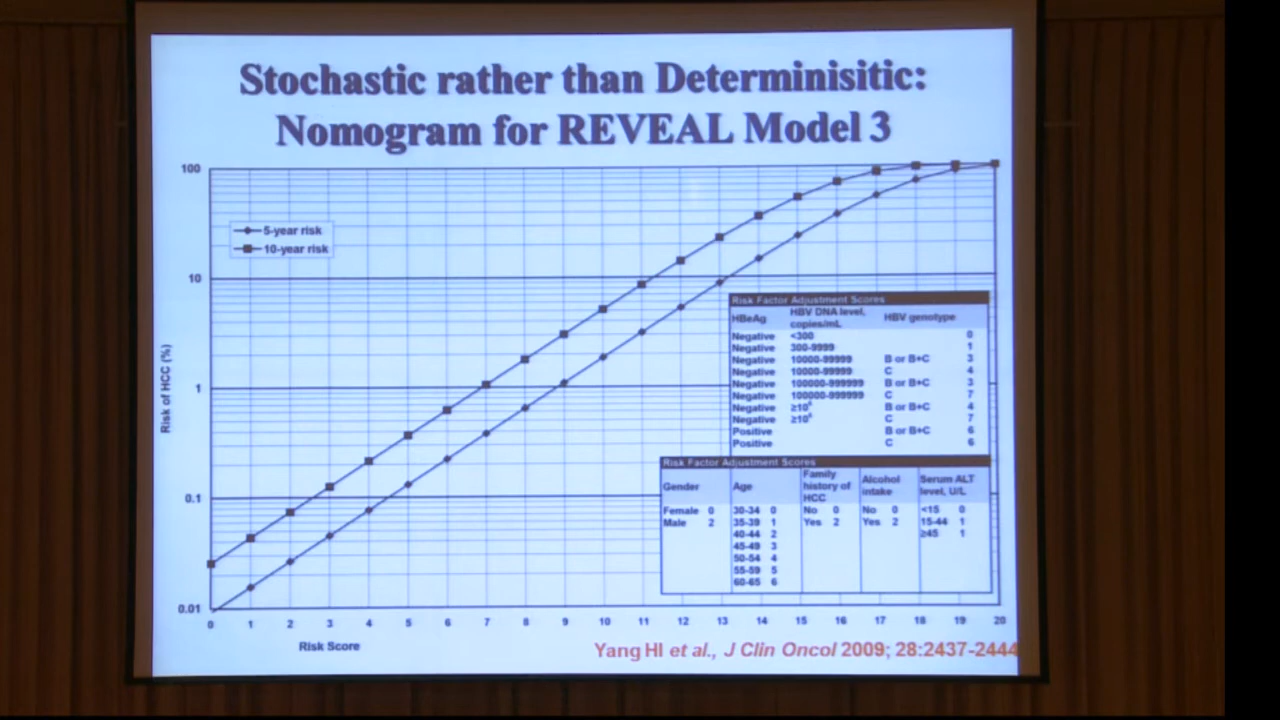 Stochastic rather than Determinisitic:
Nomogram for REVEAL Model 3
100
10
1
0.1
0.01
Risk of HCC (%)
5-year risk
10-year risk
0 1 2 3 4 5 6 7 8 9 10 11 12 13 14 15 16 17 18 19 20
Risk Score
Risk Factor Adjustment Scores
HBeAg HBV DNA level, copies/mL HBV genotype
Negative <300 0
Negative 300-9999 1
Negative 10000-99999 B or B+C 3
Negative 10000-99999 C 4
Negative 100000-999999 B or B+C 3
Negative 100000-999999 C 7
Negative ≥10⁶ B or B+C 4
Negative ≥10⁶ C 7
Positive B or B+C 6
Positive C 6
Risk Factor Adjustment Scores
Gender Age Family history of HCC Alcohol intake Serum ALT level, U/L
Female 0 30-34 0 No 0 No 0 <15 0
Male 2 35-39 1 Yes 2 Yes 2 15-44 1
40-44 2 ≥45 1
45-49 3
50-54 4
55-59 5
60-65 6
Yang HI et al., J Clin Oncol 2009; 28:2437-2444